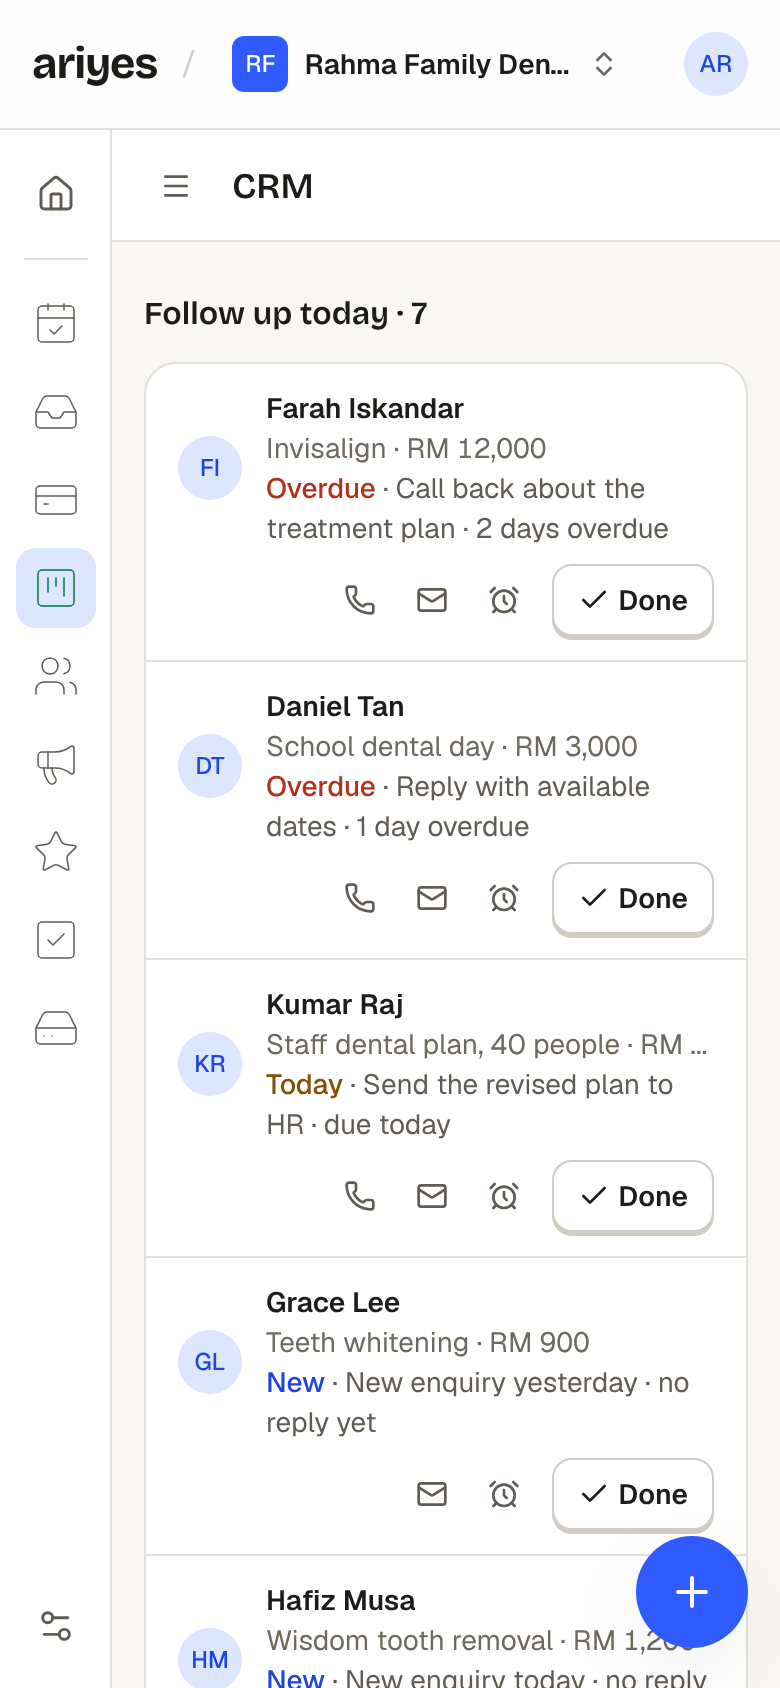 ariyes / RF Rahma Family Den... AR
CRM
Follow up today · 7
Farah Iskandar
FI
Invisalign · RM 12,000
Overdue · Call back about the
treatment plan · 2 days overdue
Done
Daniel Tan
DT
School dental day · RM 3,000
Overdue · Reply with available
dates · 1 day overdue
Done
Kumar Raj
KR
Staff dental plan, 40 people · RM ...
Today · Send the revised plan to
HR · due today
Done
Grace Lee
GL
Teeth whitening · RM 900
New · New enquiry yesterday · no
reply yet
Done
Hafiz Musa
HM
Wisdom tooth removal · RM
New · New enquiry today · no reply